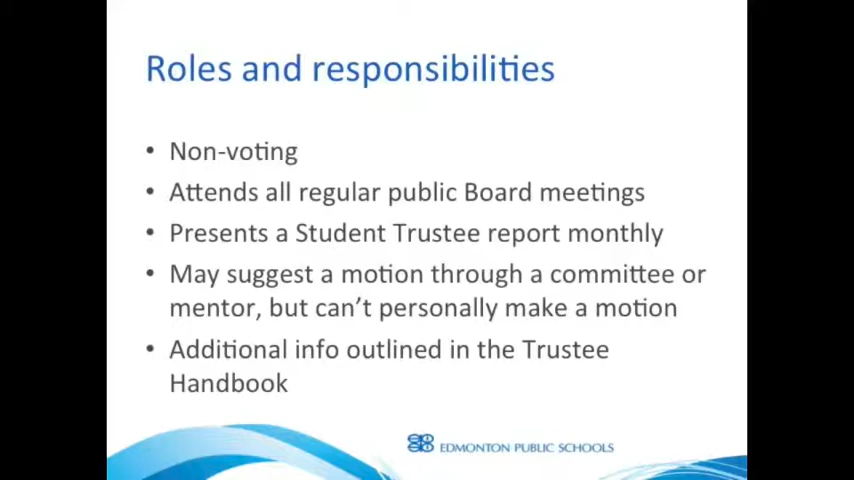 Roles and responsibilities
• Non-voting
• Attends all regular public Board meetings
• Presents a Student Trustee report monthly
• May suggest a motion through a committee or
mentor, but can’t personally make a motion
• Additional info outlined in the Trustee
Handbook
EDMONTON PUBLIC SCHOOLS